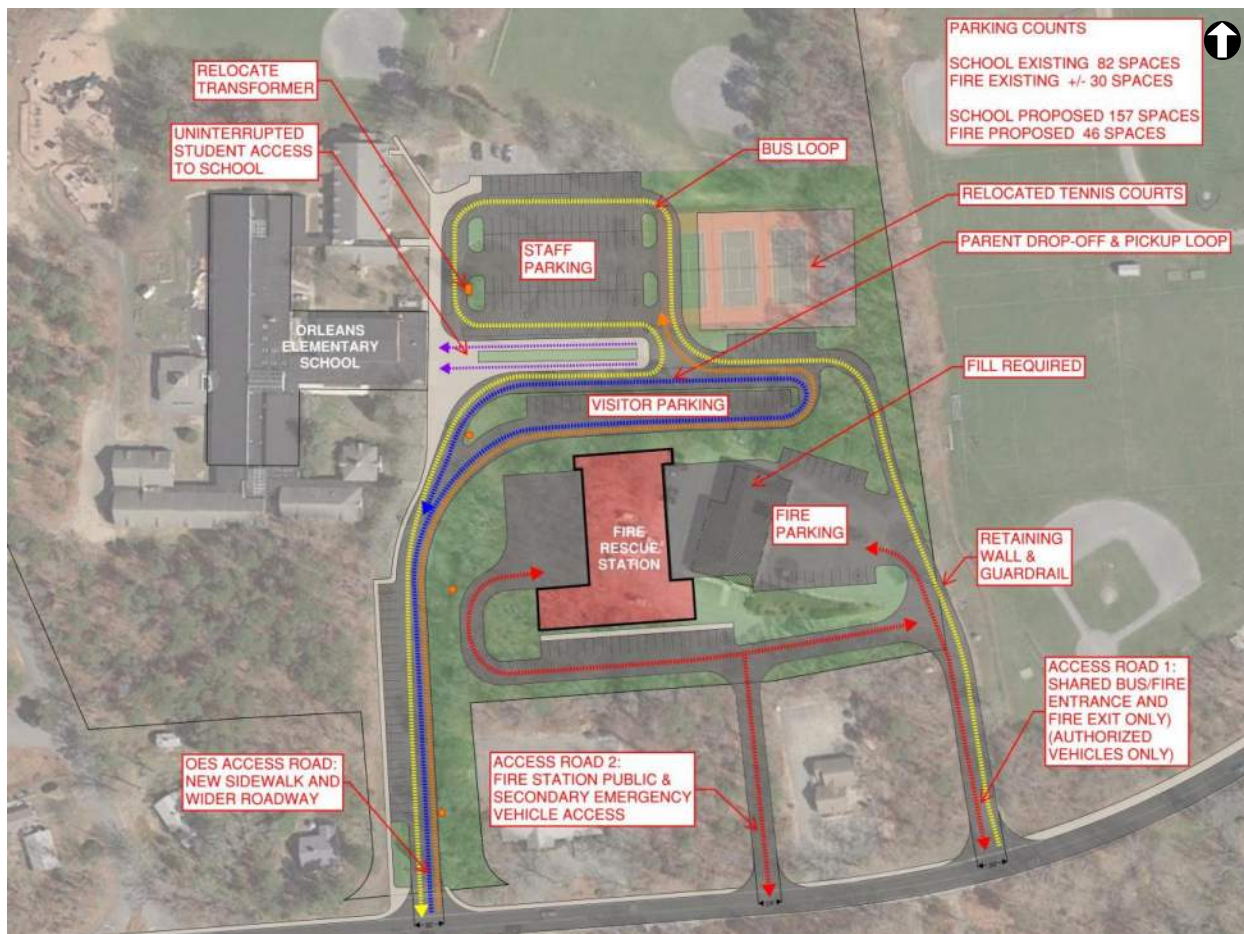 PARKING COUNTS
SCHOOL EXISTING 82 SPACES
FIRE EXISTING +/- 30 SPACES
SCHOOL PROPOSED 157 SPACES
FIRE PROPOSED 46 SPACES
RELOCATE
TRANSFORMER
UNINTERRUPTED
STUDENT ACCESS
TO SCHOOL
BUS LOOP
RELOCATED TENNIS COURTS
PARENT DROP-OFF & PICKUP LOOP
STAFF
PARKING
ORLEANS
ELEMENTARY
SCHOOL
FILL REQUIRED
VISITOR PARKING
FIRE
RESCUE
STATION
FIRE
PARKING
RETAINING
WALL &
GUARDRAIL
ACCESS ROAD 1:
SHARED BUS/FIRE
ENTRANCE AND
FIRE EXIT ONLY)
(AUTHORIZED
VEHICLES ONLY)
OES ACCESS ROAD:
NEW SIDEWALK AND
WIDER ROADWAY
ACCESS ROAD 2:
FIRE STATION PUBLIC &
SECONDARY EMERGENCY
VEHICLE ACCESS